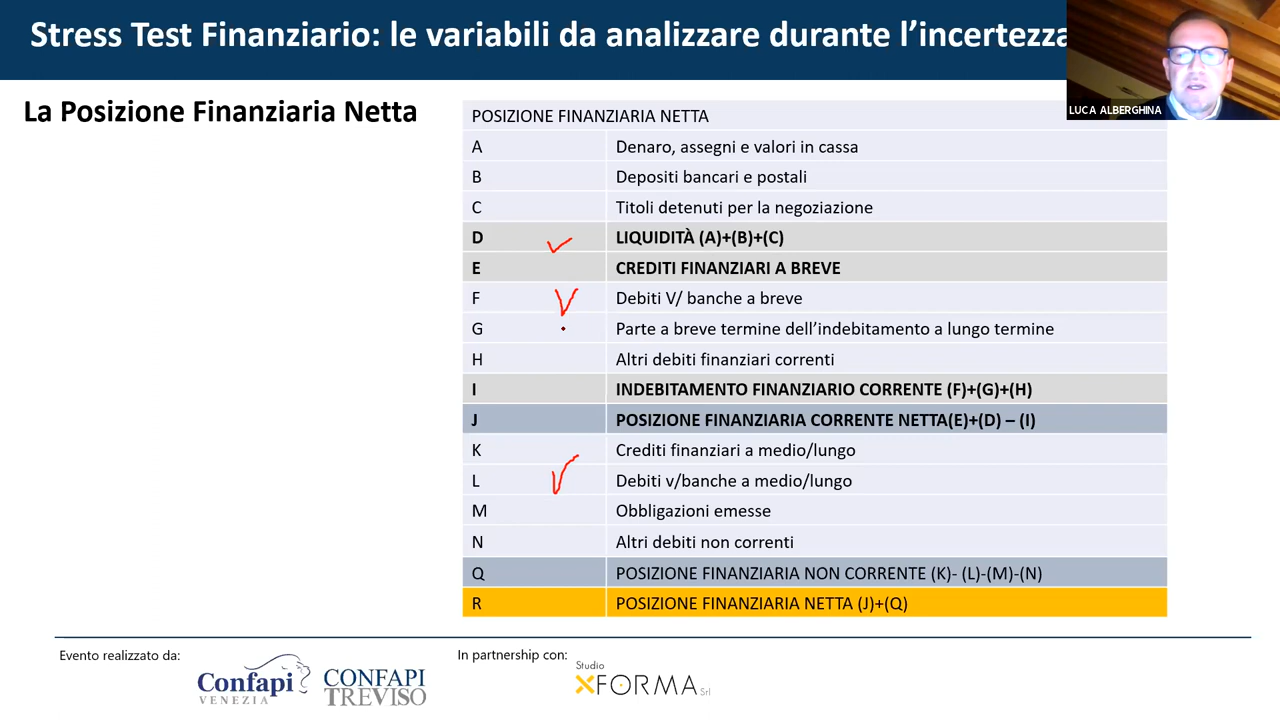 Stress Test Finanziario: le variabili da analizzare durante l'incertezza
LUCA ALBERGHINA
La Posizione Finanziaria Netta
POSIZIONE FINANZIARIA NETTA
A Denaro, assegni e valori in cassa
B Depositi bancari e postali
C Titoli detenuti per la negoziazione
D LIQUIDITÀ (A)+(B)+(C)
E CREDITI FINANZIARI A BREVE
F Debiti V/ banche a breve
G Parte a breve termine dell'indebitamento a lungo termine
H Altri debiti finanziari correnti
I INDEBITAMENTO FINANZIARIO CORRENTE (F)+(G)+(H)
J POSIZIONE FINANZIARIA CORRENTE NETTA(E)+(D) – (I)
K Crediti finanziari a medio/lungo
L Debiti v/banche a medio/lungo
M Obbligazioni emesse
N Altri debiti non correnti
Q POSIZIONE FINANZIARIA NON CORRENTE (K)- (L)-(M)-(N)
R POSIZIONE FINANZIARIA NETTA (J)+(Q)
Evento realizzato da:
Confapi
VENEZIA
CONFAPI
TREVISO
In partnership con:
Studio
XFORMA Srl